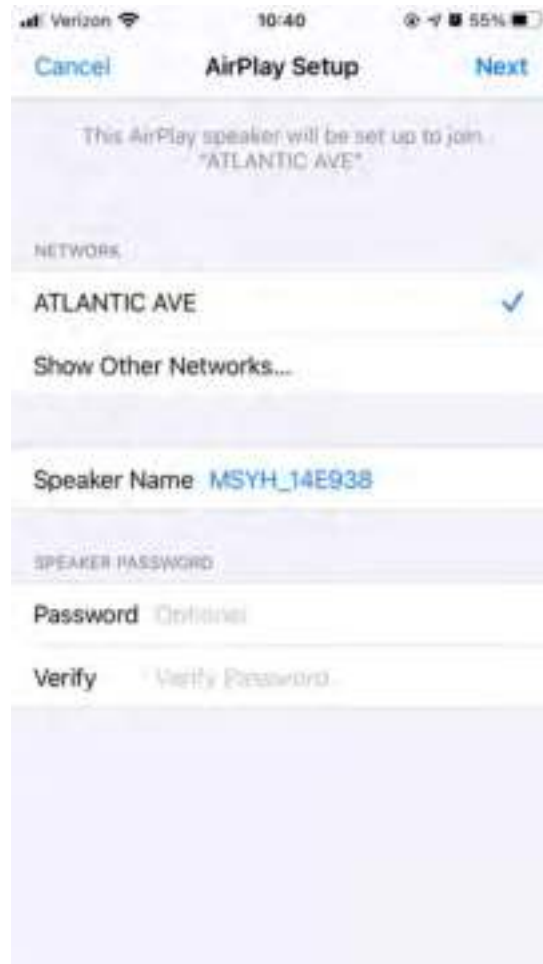 Verizon 10:40 55%
Cancel AirPlay Setup Next
This AirPlay speaker will be set up to join
"ATLANTIC AVE"
NETWORK
ATLANTIC AVE
Show Other Networks...
Speaker Name MSYH_14E938
SPEAKER PASSWORD
Password Optional
Verify Verify Password